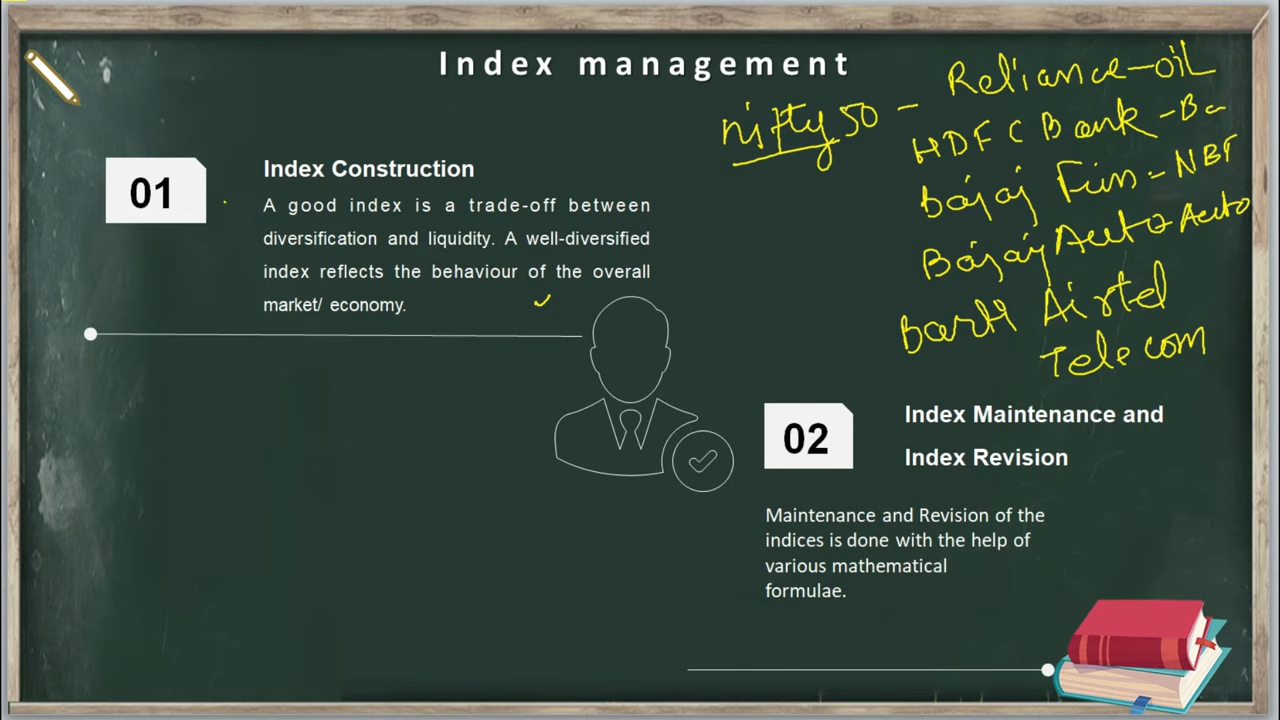 Index management
nifty 50 - Reliance - oil
HDFC Bank - Ba
Bajaj Fin - NBF
Bajaj Auto - Auto
Barti Airtel
Telecom
01
Index Construction
A good index is a trade-off between
diversification and liquidity. A well-diversified
index reflects the behaviour of the overall
market/ economy.
02
Index Maintenance and
Index Revision
Maintenance and Revision of the
indices is done with the help of
various mathematical
formulae.